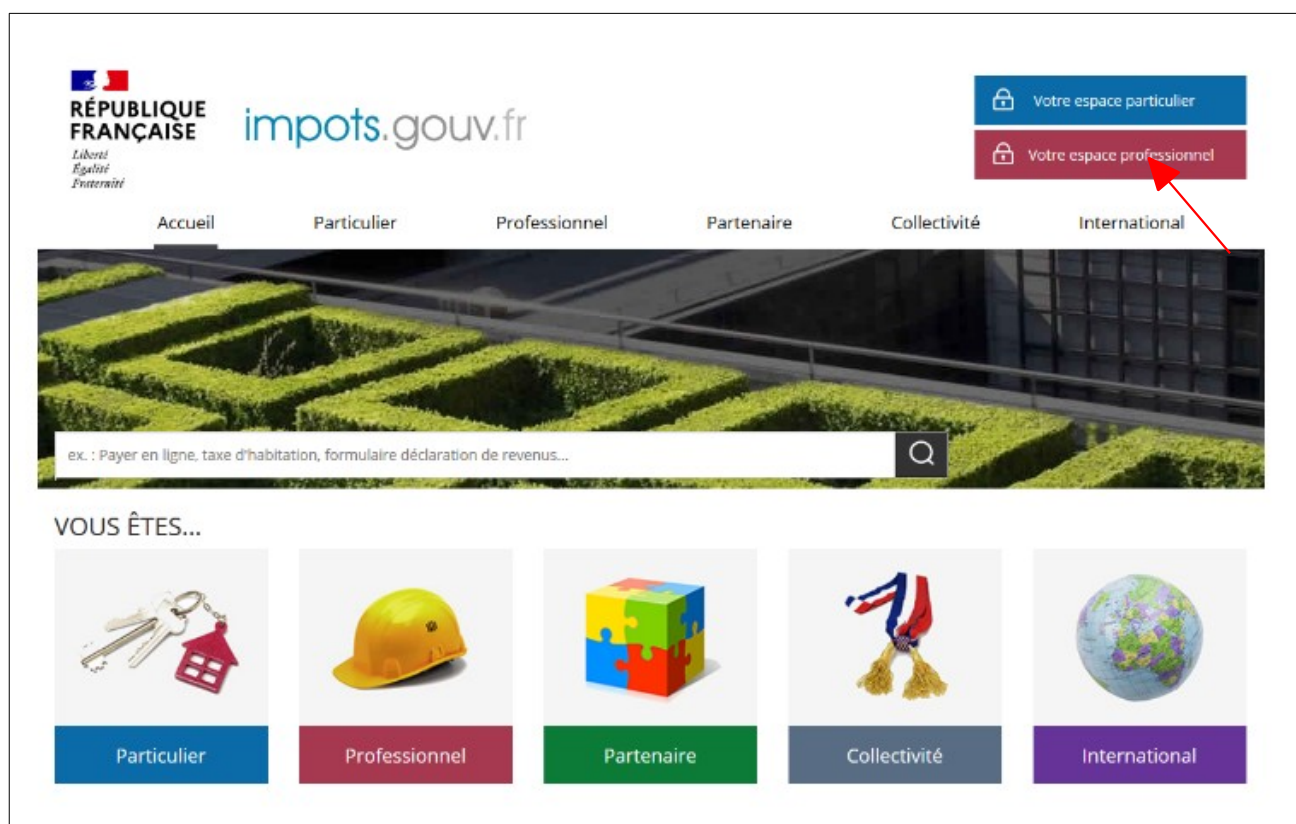 RÉPUBLIQUE
FRANÇAISE
Liberté
Égalité
Fraternité
impots.gouv.fr
Votre espace particulier
Votre espace professionnel
Accueil Particulier Professionnel Partenaire Collectivité International
ex. : Payer en ligne, taxe d'habitation, formulaire déclaration de revenus...
VOUS ÊTES...
Particulier Professionnel Partenaire Collectivité International